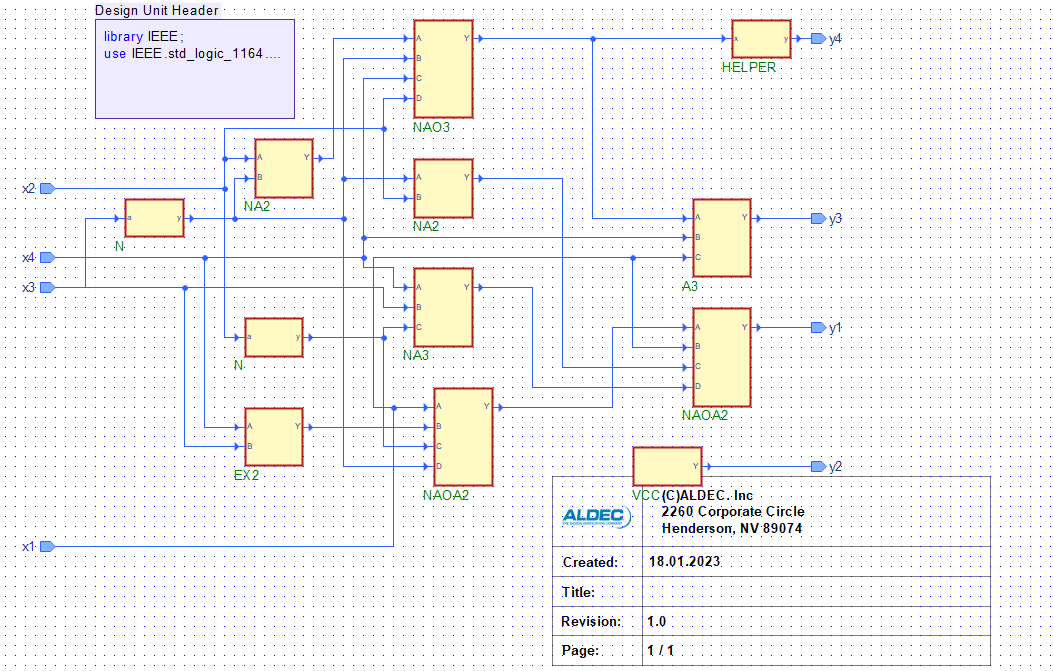 Design Unit Header
library IEEE;
use IEEE.std_logic_1164....
A
B
C
D
Y
NAO3
x
y
HELPER
y4
A
B
Y
NA2
x2
a
y
N
A
B
Y
NA2
A
B
C
Y
A3
y3
x4
x3
A
B
C
Y
NA3
a
y
N
A
B
C
D
Y
NAOA2
y1
A
B
Y
EX2
A
B
C
D
Y
NAOA2
Y
VCC
y2
x1
ALDEC
(C)ALDEC. Inc
2260 Corporate Circle
Henderson, NV 89074
Created: 18.01.2023
Title:
Revision: 1.0
Page: 1 / 1